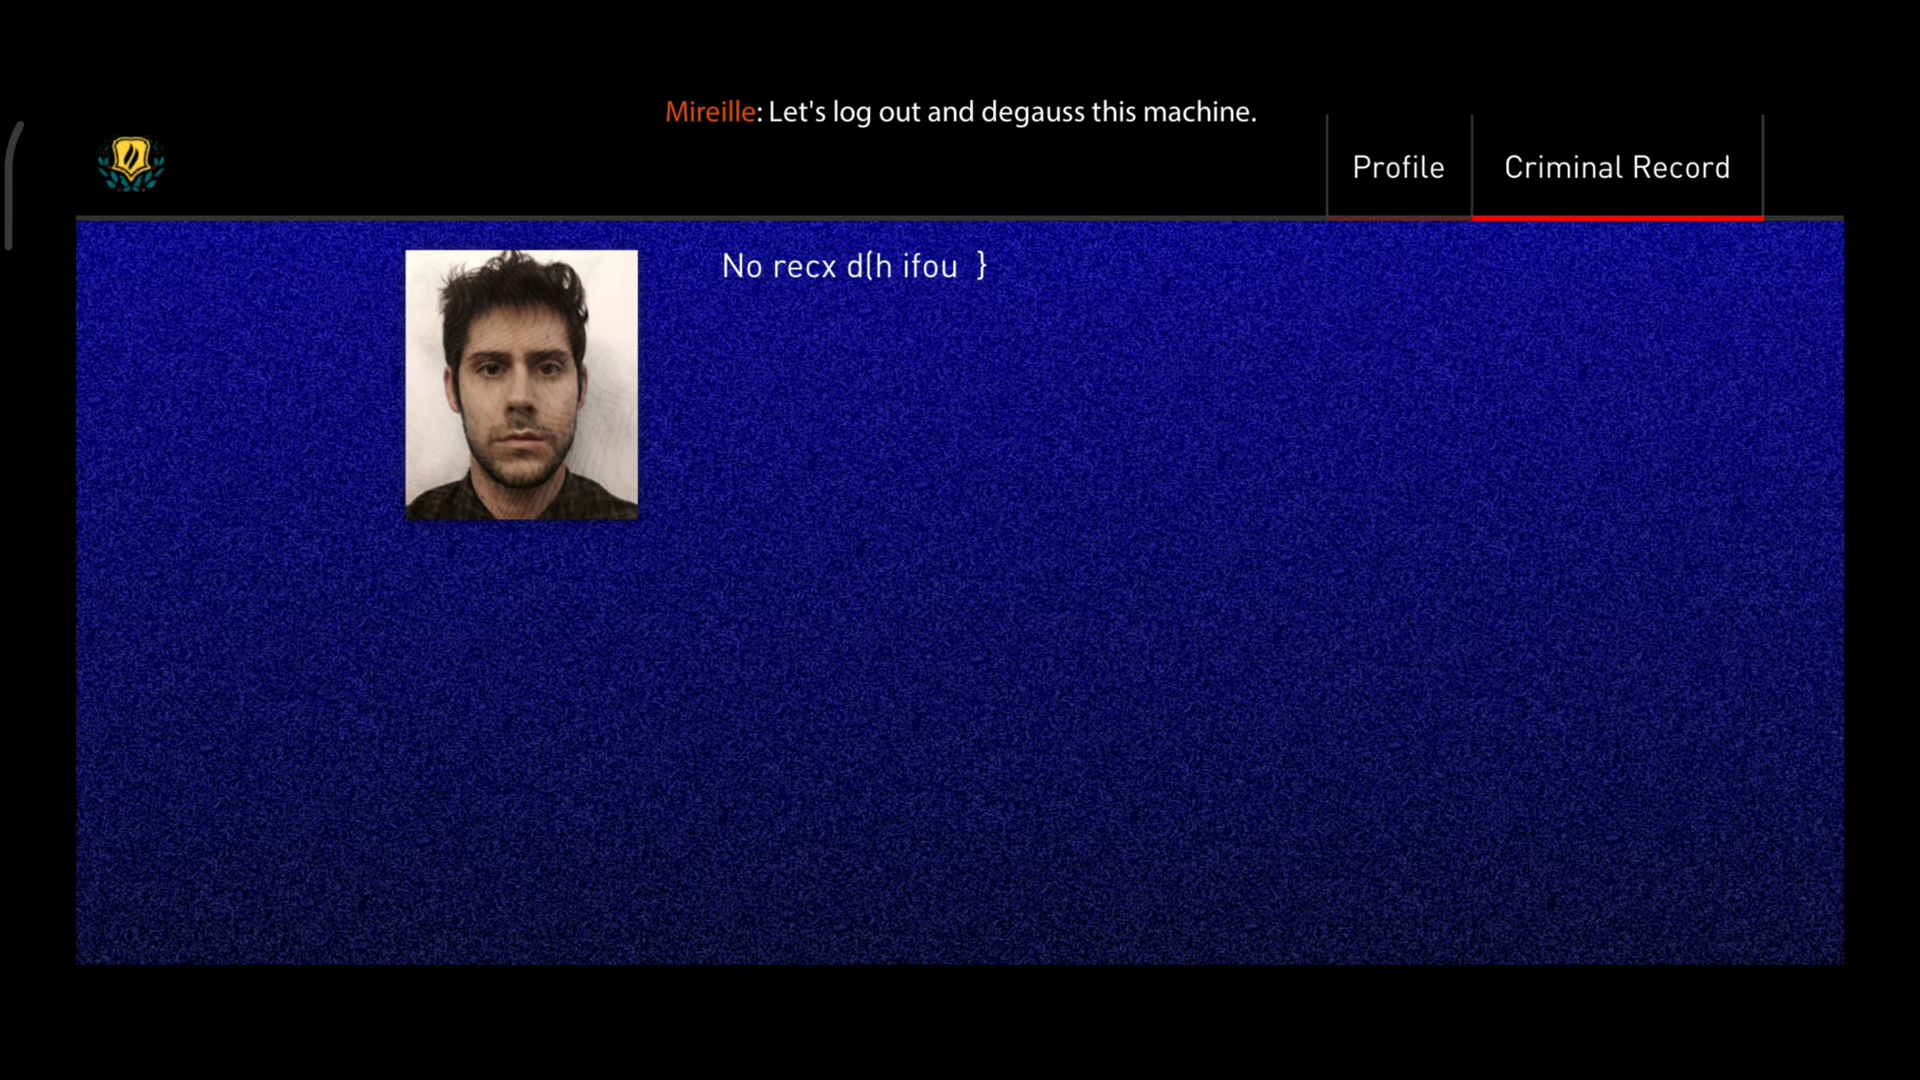 Mireille: Let's log out and degauss this machine.
Profile
Criminal Record
No recx d(h ifou }